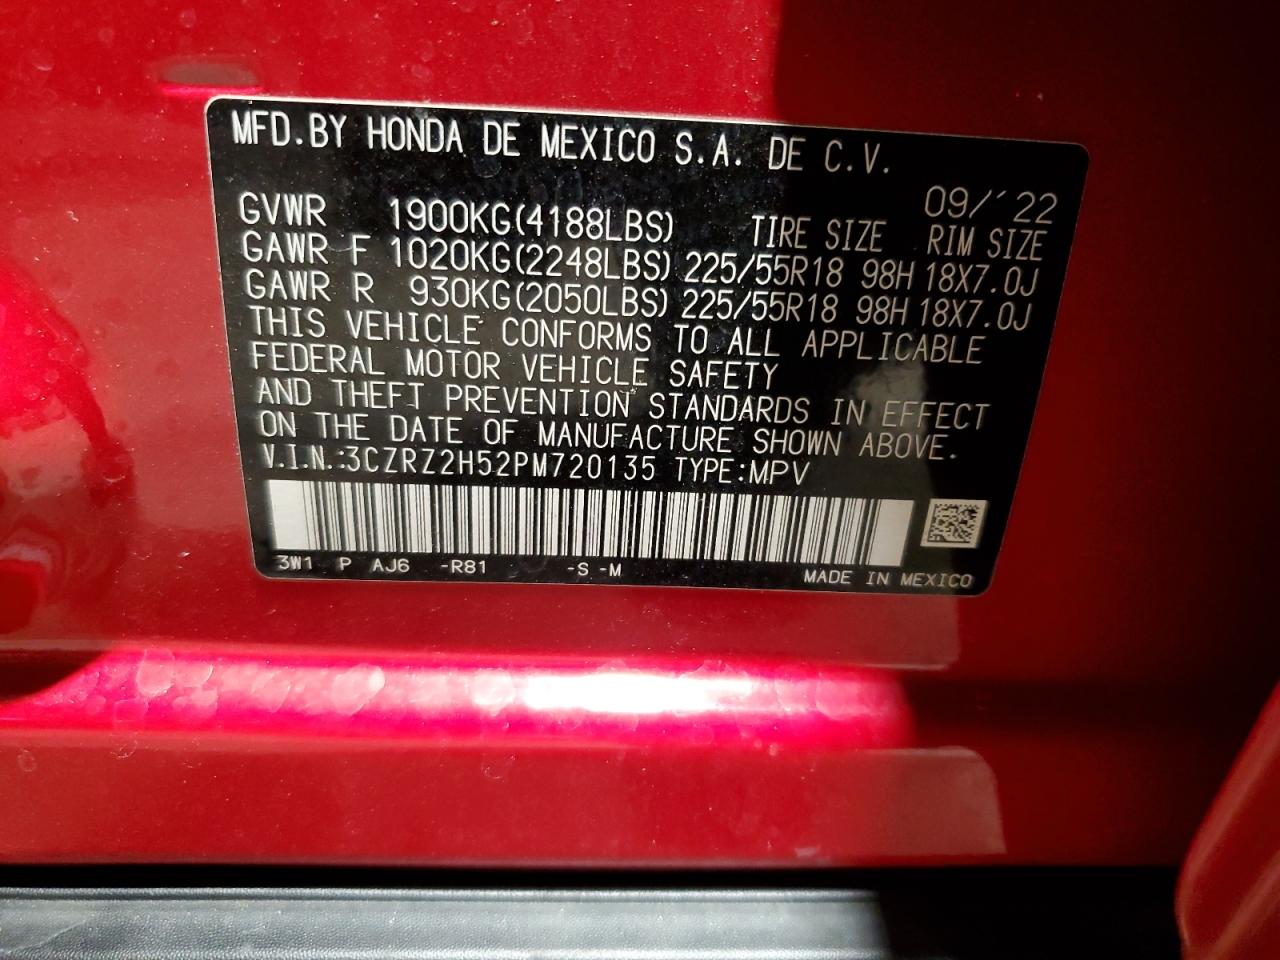 MFD.BY HONDA DE MEXICO S.A. DE C.V.
09/´22
GVWR 1900KG(4188LBS) TIRE SIZE RIM SIZE
GAWR F 1020KG(2248LBS) 225/55R18 98H 18X7.0J
GAWR R 930KG(2050LBS) 225/55R18 98H 18X7.0J
THIS VEHICLE CONFORMS TO ALL APPLICABLE
FEDERAL MOTOR VEHICLE SAFETY
AND THEFT PREVENTION STANDARDS IN EFFECT
ON THE DATE OF MANUFACTURE SHOWN ABOVE.
V.I.N.:3CZRZ2H52PM720135 TYPE:MPV
3W1 P AJ6 -R81 -S -M MADE IN MEXICO